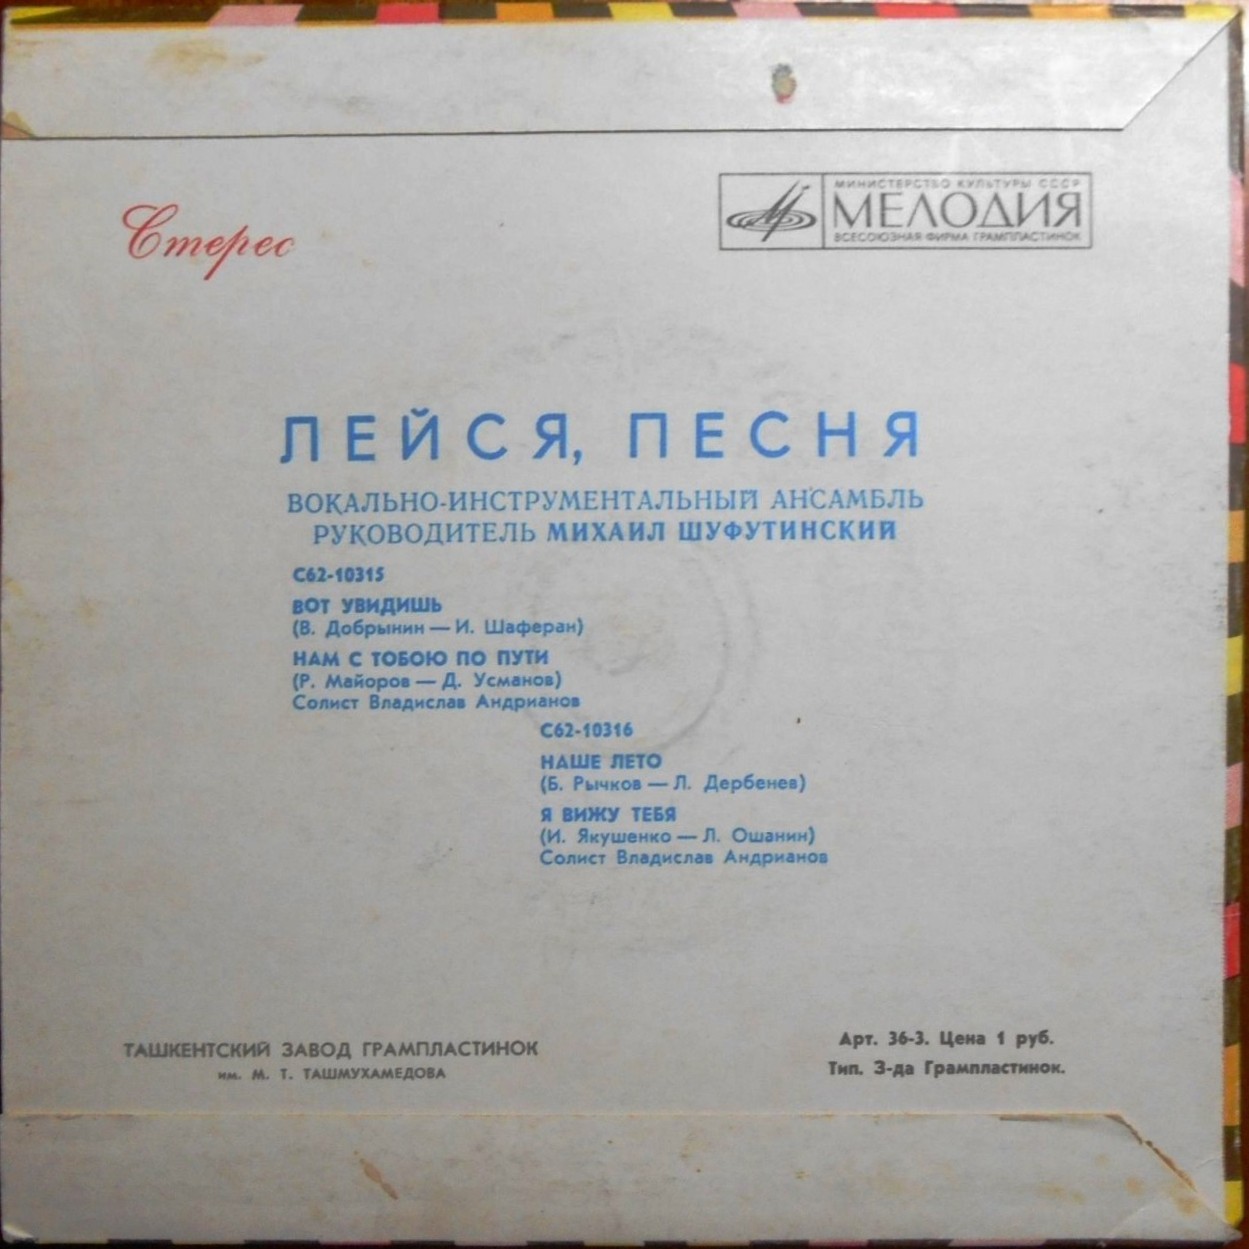 Стерео
МИНИСТЕРСТВО КУЛЬТУРЫ СССР
МЕЛОДИЯ
ВСЕСОЮЗНАЯ ФИРМА ГРАМПЛАСТИНОК
ЛЕЙСЯ, ПЕСНЯ
ВОКАЛЬНО-ИНСТРУМЕНТАЛЬНЫЙ АНСАМБЛЬ
РУКОВОДИТЕЛЬ МИХАИЛ ШУФУТИНСКИЙ
С62-10315
ВОТ УВИДИШЬ
(В. Добрынин — И. Шаферан)
НАМ С ТОБОЮ ПО ПУТИ
(Р. Майоров — Д. Усманов)
Солист Владислав Андрианов
С62-10316
НАШЕ ЛЕТО
(Б. Рычков — Л. Дербенев)
Я ВИЖУ ТЕБЯ
(И. Якушенко — Л. Ошанин)
Солист Владислав Андрианов
ТАШКЕНТСКИЙ ЗАВОД ГРАМПЛАСТИНОК
им. М. Т. ТАШМУХАМЕДОВА
Арт. 36-3. Цена 1 руб.
Тип. З-да Грампластинок.